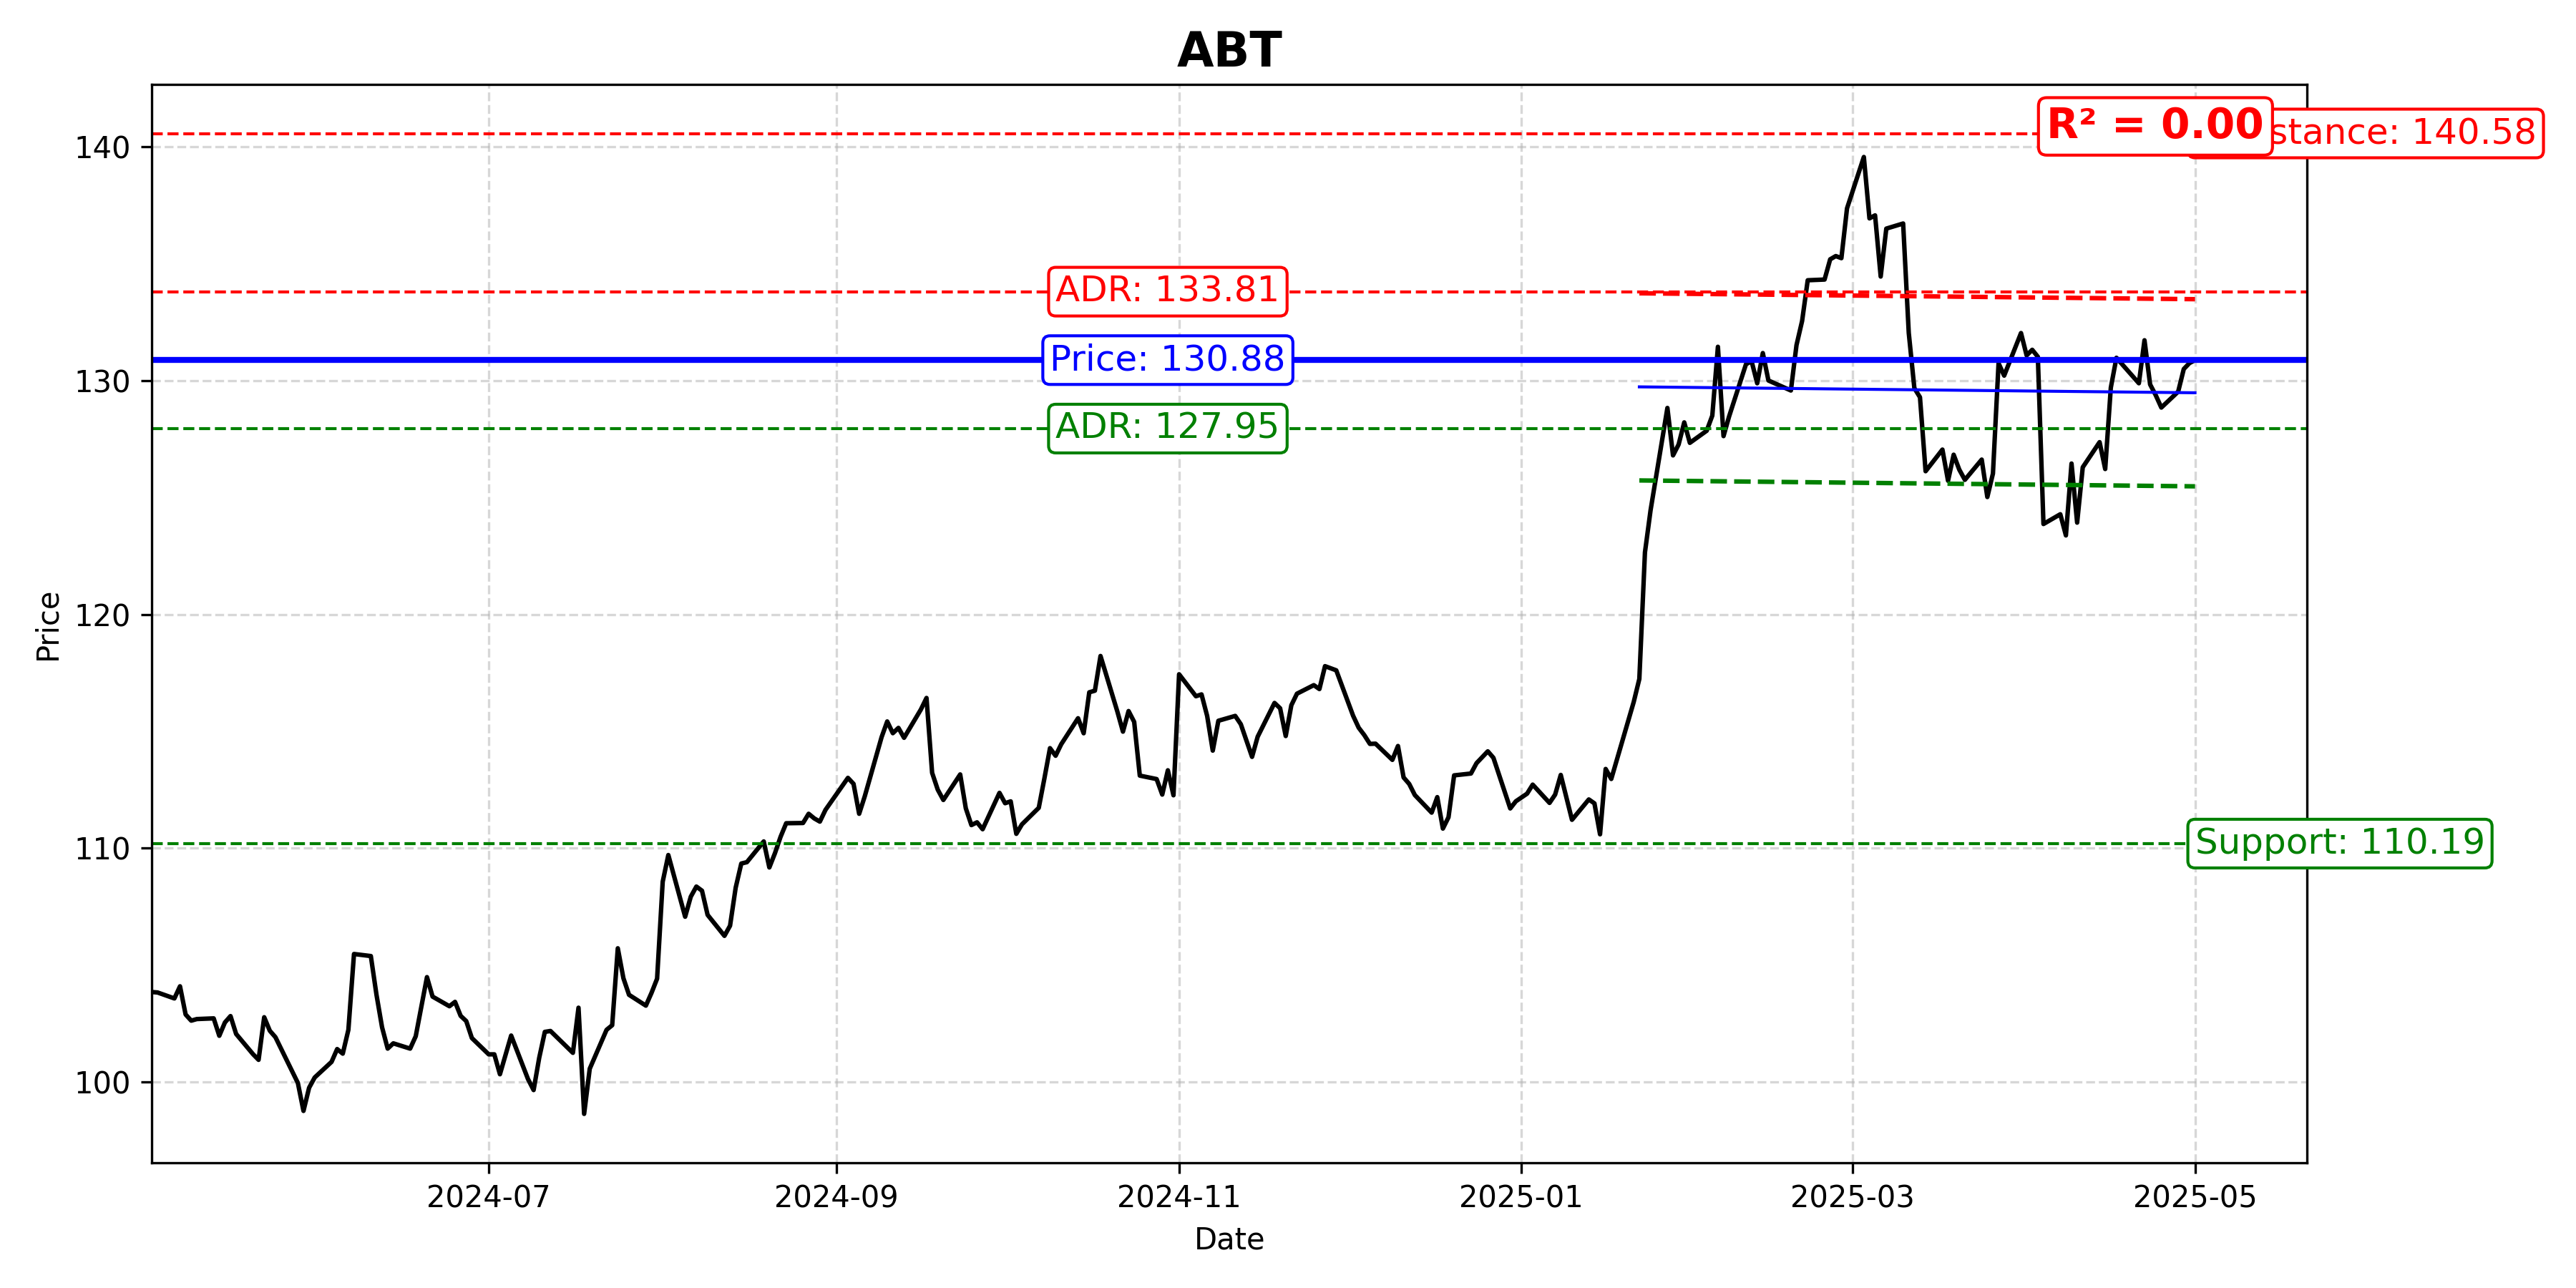 ABT
R² = 0.00
stance: 140.58
ADR: 133.81
Price: 130.88
ADR: 127.95
Support: 110.19
Price
140
130
120
110
100
2024-07
2024-09
2024-11
2025-01
2025-03
2025-05
Date